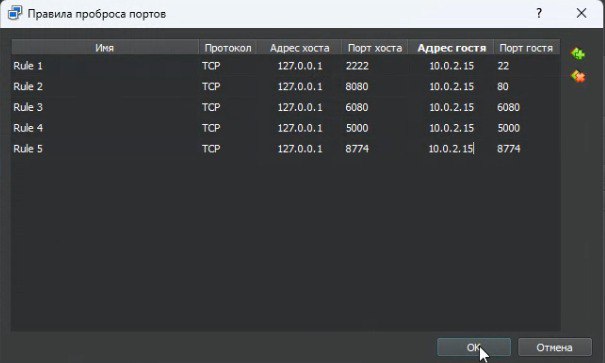 Правила проброса портов ?
Имя Протокол Адрес хоста Порт хоста Адрес гостя Порт гостя
Rule 1 TCP 127.0.0.1 2222 10.0.2.15 22
Rule 2 TCP 127.0.0.1 8080 10.0.2.15 80
Rule 3 TCP 127.0.0.1 6080 10.0.2.15 6080
Rule 4 TCP 127.0.0.1 5000 10.0.2.15 5000
Rule 5 TCP 127.0.0.1 8774 10.0.2.15 8774
OK Отмена